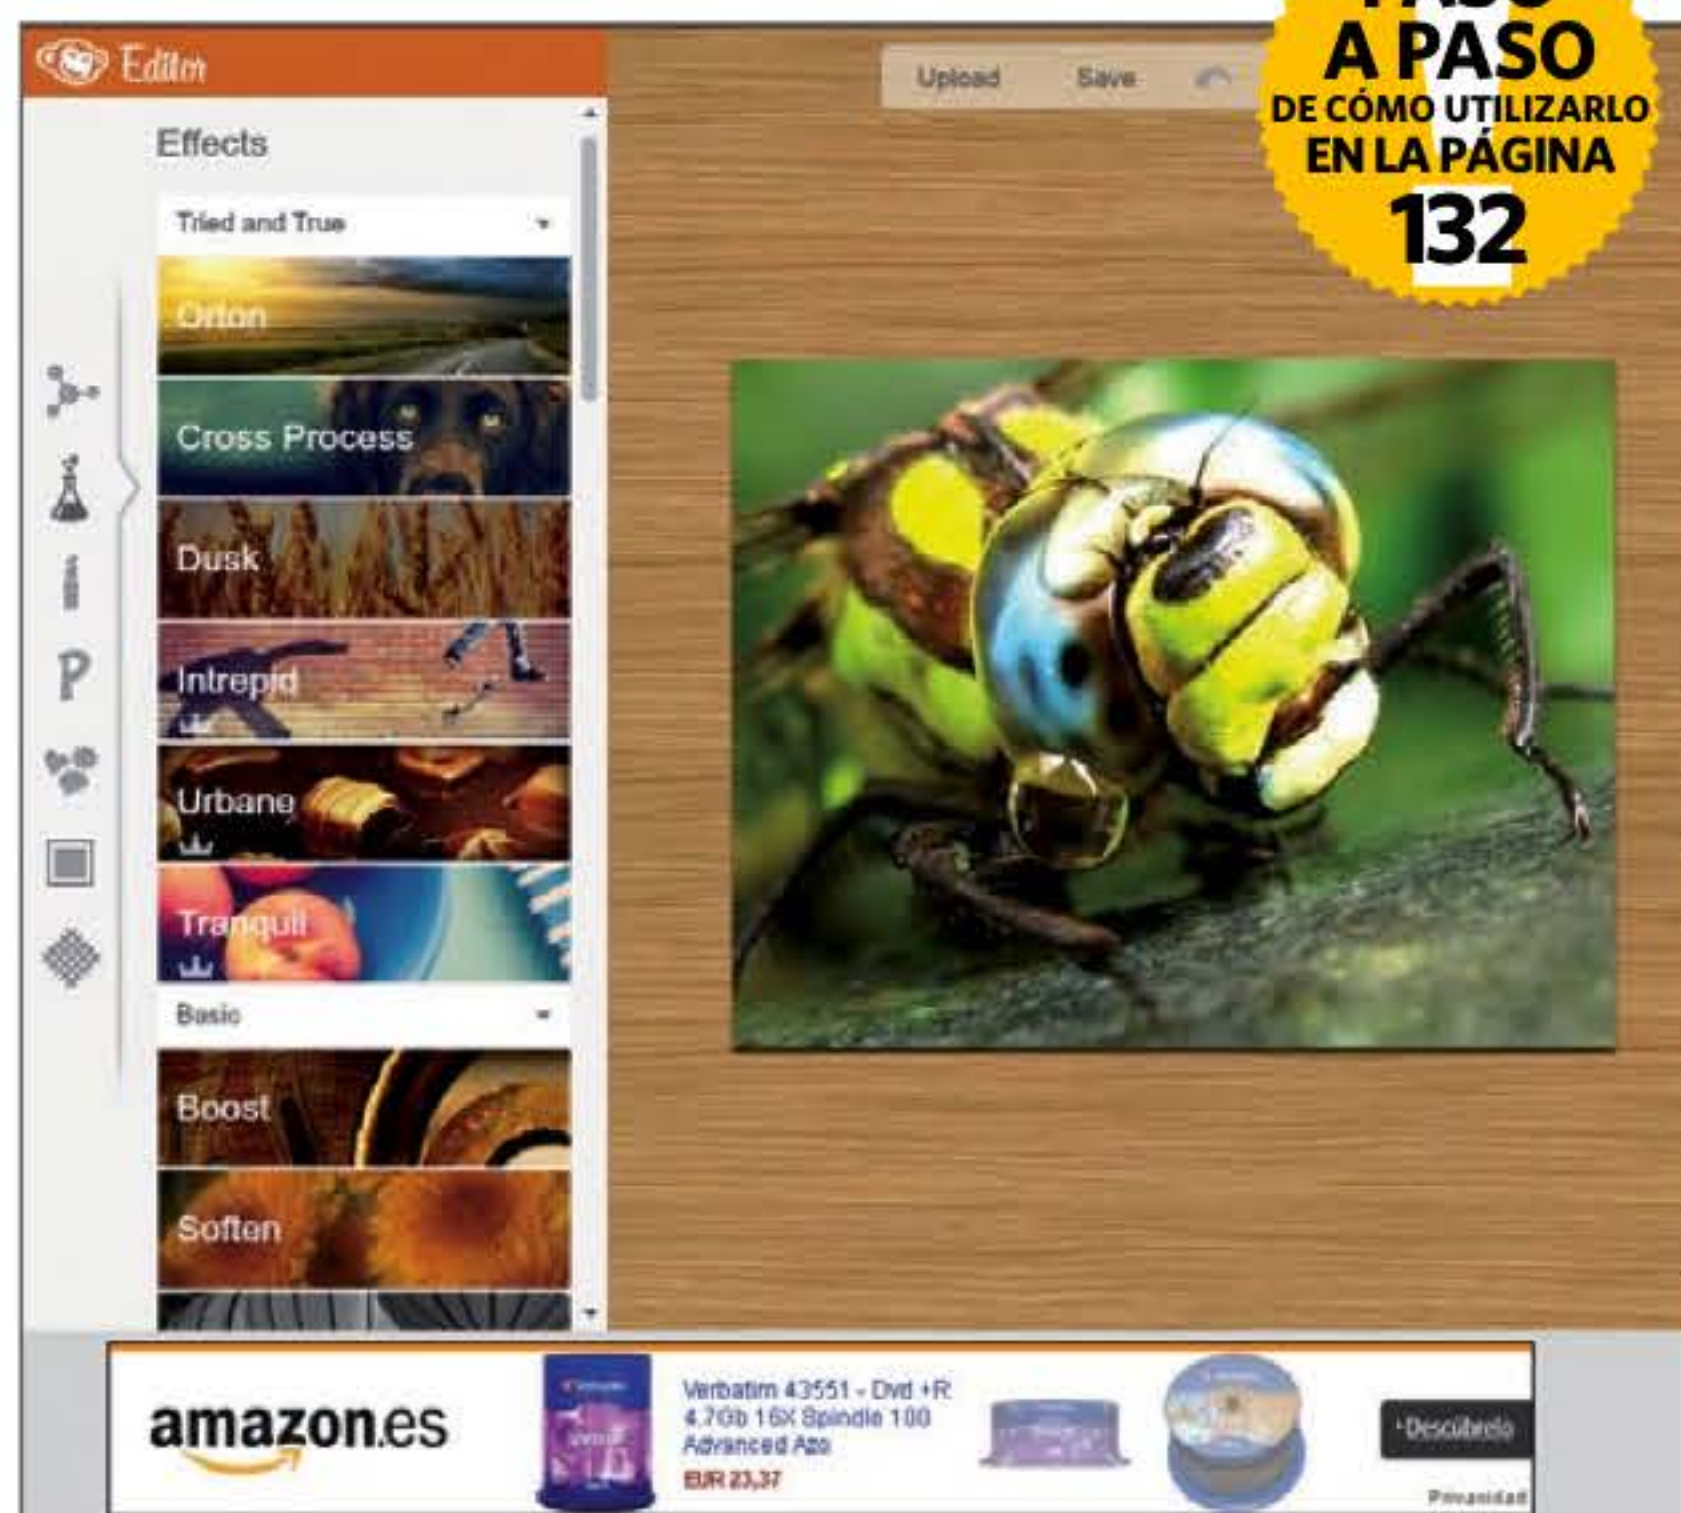 Editor
Upload Save
A PASO
DE CÓMO UTILIZARLO
EN LA PÁGINA
132
Effects
Tried and True
Orton
Cross Process
Dusk
Intrepid
Urbane
Tranquil
Basic
Boost
Soften
P
amazon.es
Verbatim 43551 - Dvd +R
4.7Gb 16X Spindle 100
Advanced Azo
EUR 23,37
Descúbrelo
Privanidad